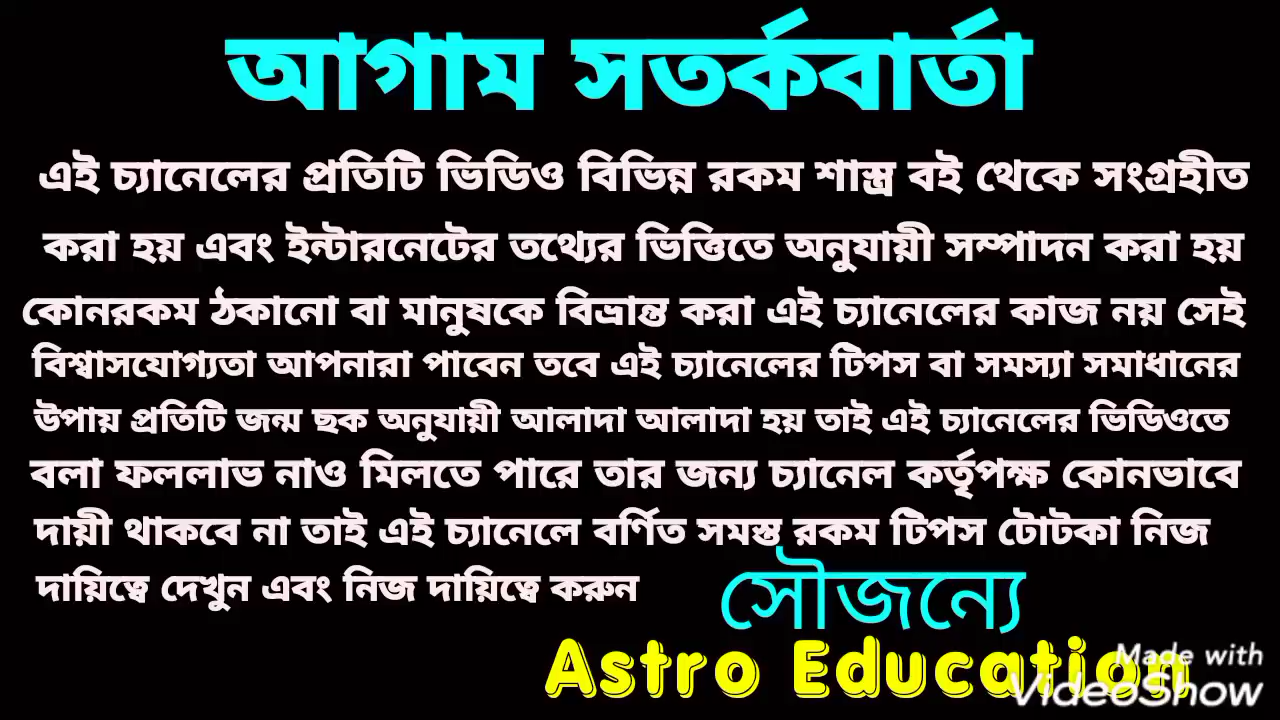 আগাম সতর্কবার্তা
এই চ্যানেলের প্রতিটি ভিডিও বিভিন্ন রকম শাস্ত্র বই থেকে সংগ্রহীত
করা হয় এবং ইন্টারনেটের তথ্যের ভিত্তিতে অনুযায়ী সম্পাদন করা হয়
কোনরকম ঠকানো বা মানুষকে বিভ্রান্ত করা এই চ্যানেলের কাজ নয় সেই
বিশ্বাসযোগ্যতা আপনারা পাবেন তবে এই চ্যানেলের টিপস বা সমস্যা সমাধানের
উপায় প্রতিটি জন্ম ছক অনুযায়ী আলাদা আলাদা হয় তাই এই চ্যানেলের ভিডিওতে
বলা ফললাভ নাও মিলতে পারে তার জন্য চ্যানেল কর্তৃপক্ষ কোনভাবে
দায়ী থাকবে না তাই এই চ্যানেলে বর্ণিত সমস্ত রকম টিপস টোটকা নিজ
দায়িত্বে দেখুন এবং নিজ দায়িত্বে করুন
সৌজন্যে
Astro Education
Made with
VideoShow